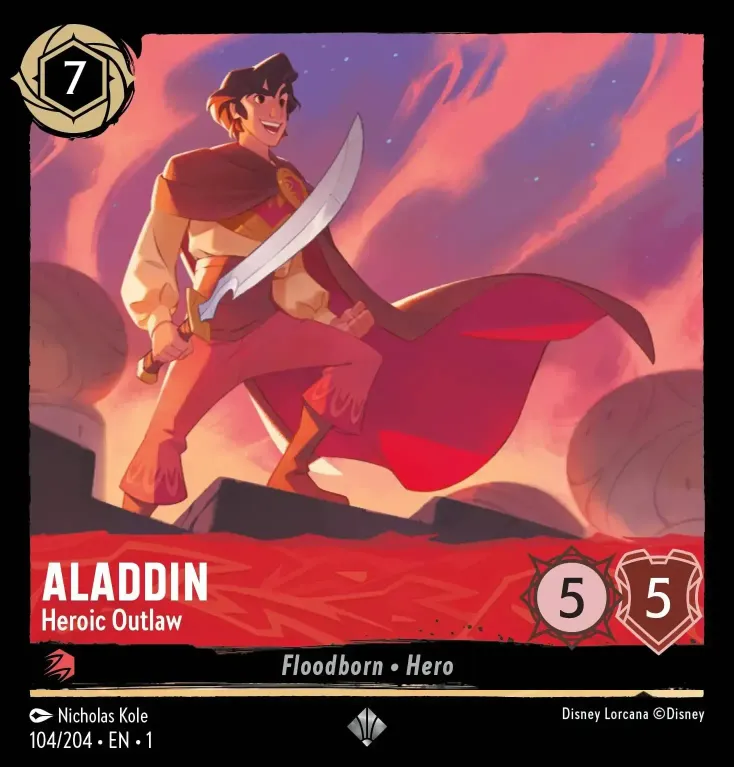 7
ALADDIN
Heroic Outlaw
5 5
Floodborn • Hero
Nicholas Kole
Disney Lorcana ©Disney
104/204 • EN • 1